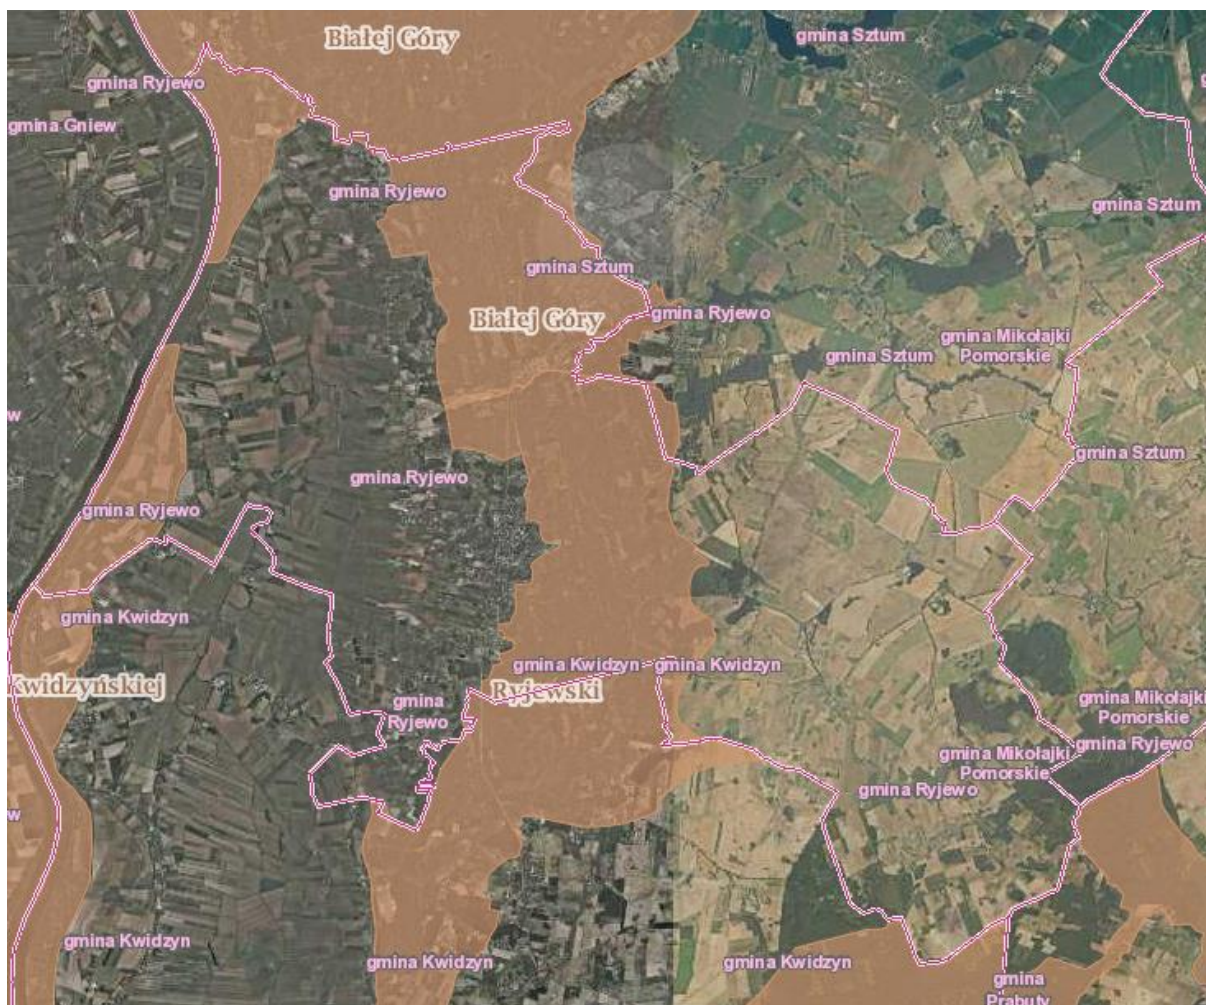 Białej Góry
gmina Sztum
gmina Ryjewo
gmina Gniew
gmina Ryjewo
gmina Sztum
gmina Sztum
Białej Góry
gmina Ryjewo
gmina Mikołajki
Pomorskie
gmina Sztum
w
gmina Sztum
gmina Ryjewo
gmina Ryjewo
gmina Kwidzyn
gmina Kwidzyn
gmina Kwidzyn
Kwidzyńskiej
Ryjewski
gmina
Ryjewo
gmina Mikołajki
Pomorskie
gmina Ryjewo
gmina Mikołajki
Pomorskie
gmina Ryjewo
w
gmina Kwidzyn
gmina Kwidzyn
gmina Kwidzyn
gmina
Prabuty